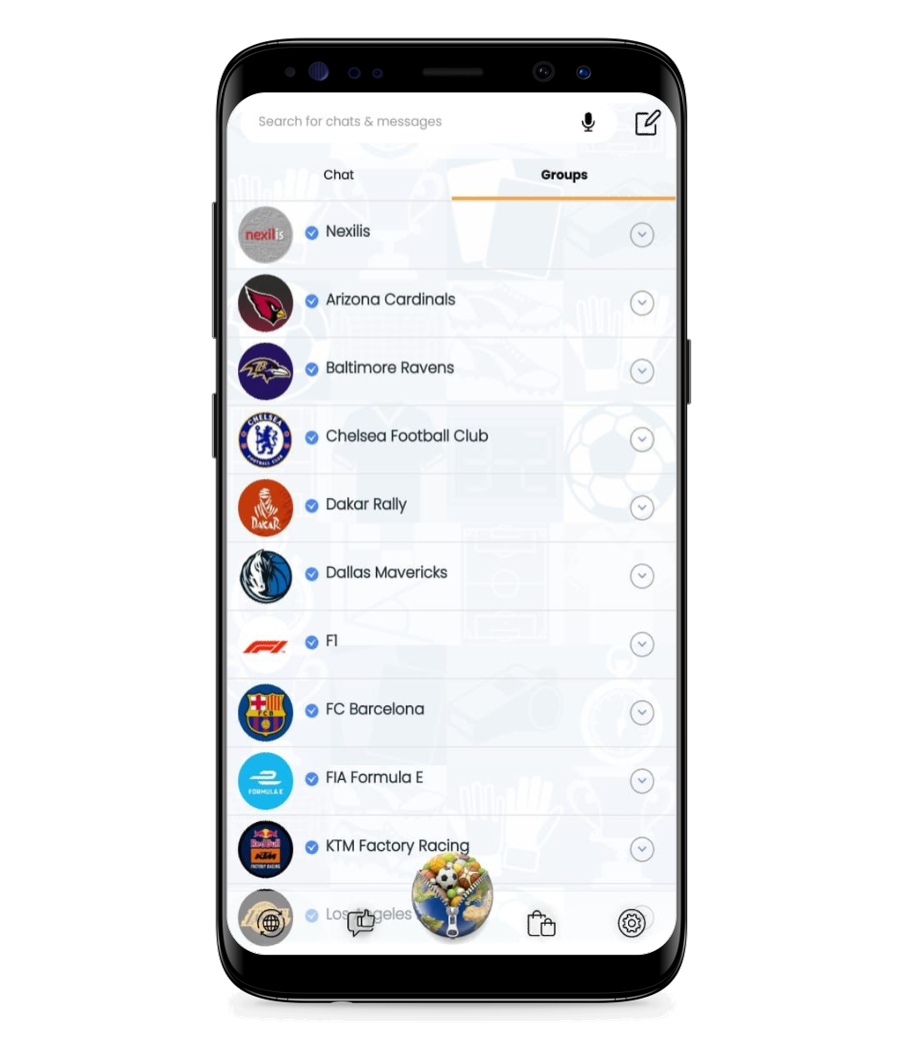 Search for chats & messages
Chat
Groups
nexilis
Nexilis
Arizona Cardinals
Baltimore Ravens
CHELSEA
FOOTBALL CLUB
Chelsea Football Club
DAKAR
Dakar Rally
Dallas Mavericks
F1
FCB
FC Barcelona
FORMULA E
FIA Formula E
Red Bull
KTM
FACTORY RACING
KTM Factory Racing
Los Angeles